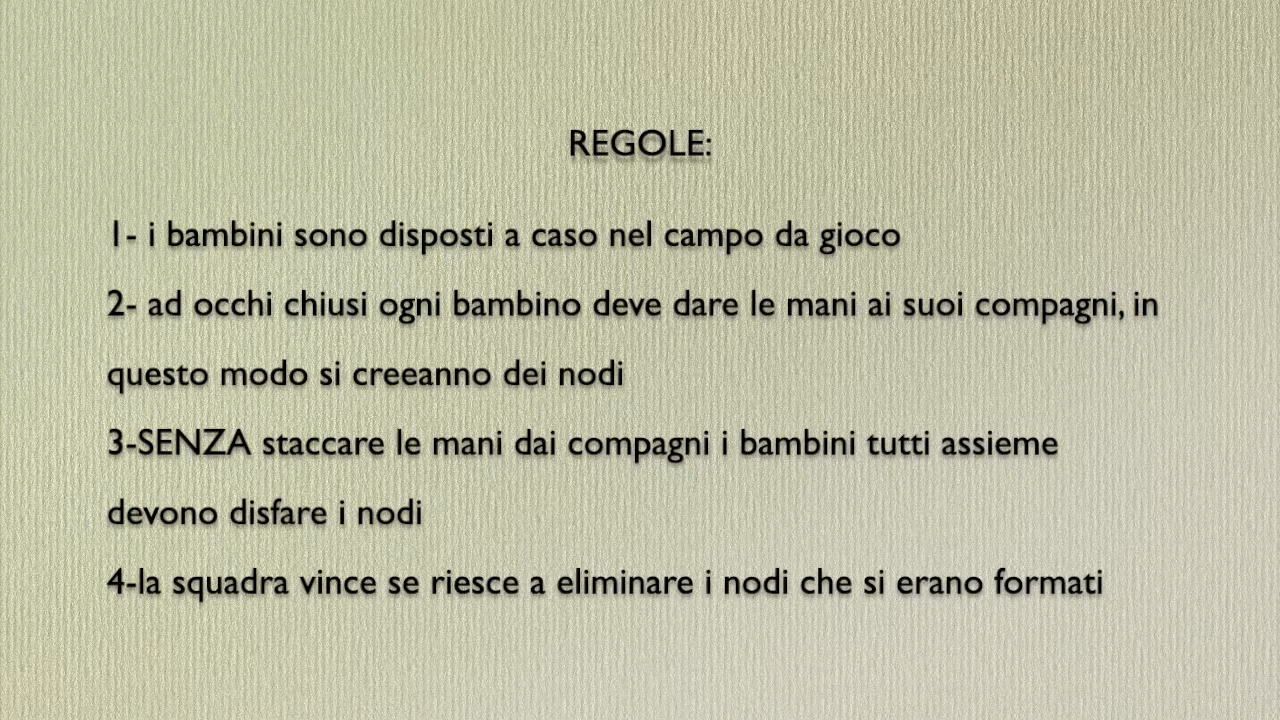 REGOLE:
1- i bambini sono disposti a caso nel campo da gioco
2- ad occhi chiusi ogni bambino deve dare le mani ai suoi compagni, in
questo modo si creeanno dei nodi
3-SENZA staccare le mani dai compagni i bambini tutti assieme
devono disfare i nodi
4-la squadra vince se riesce a eliminare i nodi che si erano formati